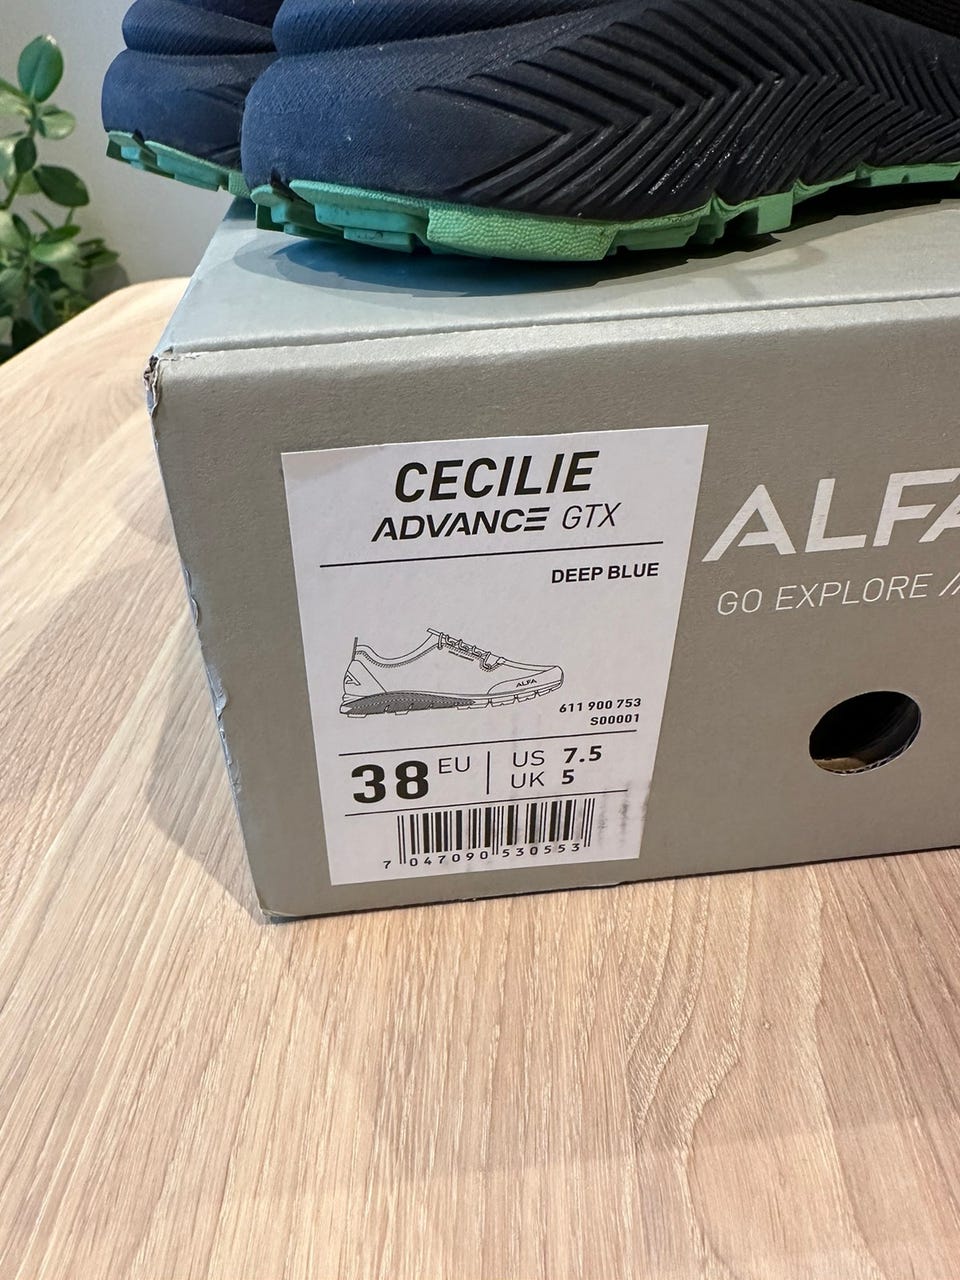 CECILIE
ADVANCE GTX
DEEP BLUE
ALFA
611 900 753
S00001
38 EU
US 7.5
UK 5
7 047090 530553
ALFA
GO EXPLORE //